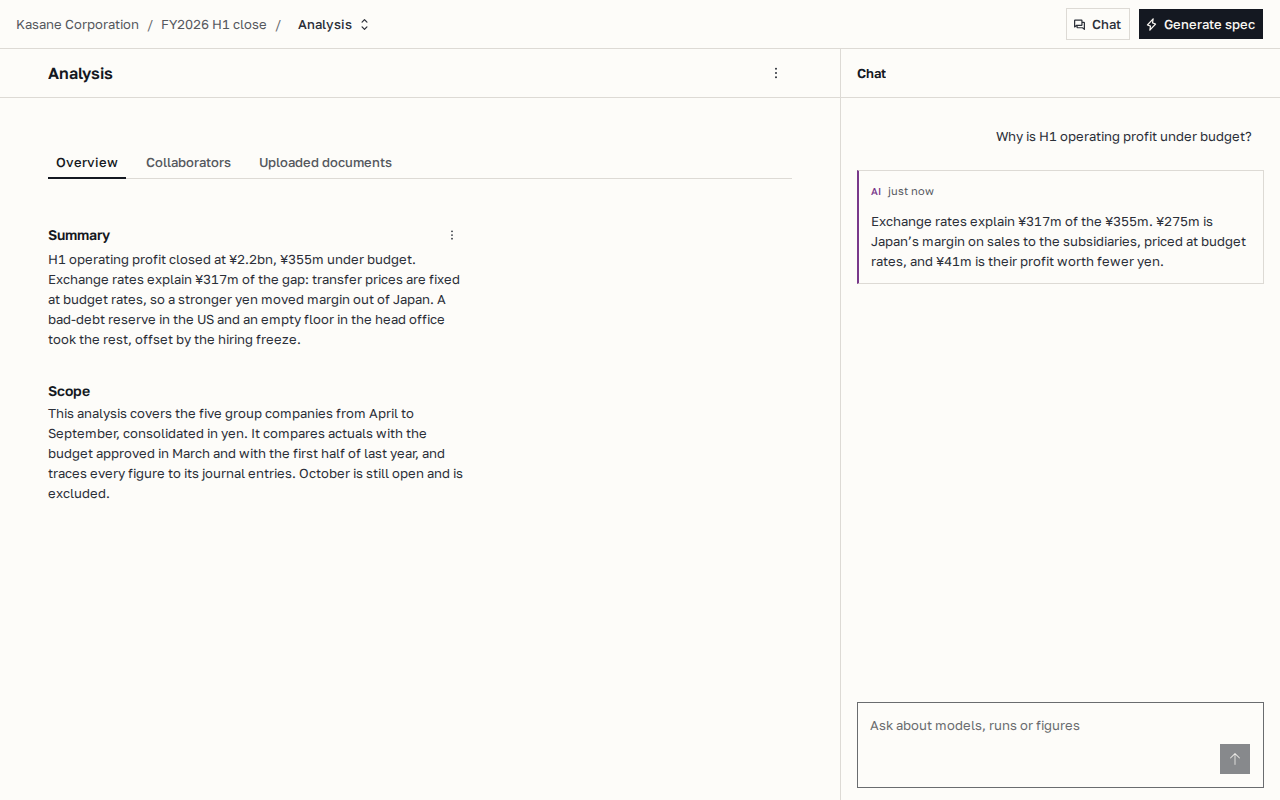 Kasane Corporation / FY2026 H1 close / Analysis
Chat
Generate spec
Analysis
Overview
Collaborators
Uploaded documents
Summary
H1 operating profit closed at ¥2.2bn, ¥355m under budget.
Exchange rates explain ¥317m of the gap: transfer prices are fixed
at budget rates, so a stronger yen moved margin out of Japan. A
bad-debt reserve in the US and an empty floor in the head office
took the rest, offset by the hiring freeze.
Scope
This analysis covers the five group companies from April to
September, consolidated in yen. It compares actuals with the
budget approved in March and with the first half of last year, and
traces every figure to its journal entries. October is still open and is
excluded.
Chat
Why is H1 operating profit under budget?
AI just now
Exchange rates explain ¥317m of the ¥355m. ¥275m is
Japan’s margin on sales to the subsidiaries, priced at budget
rates, and ¥41m is their profit worth fewer yen.
Ask about models, runs or figures